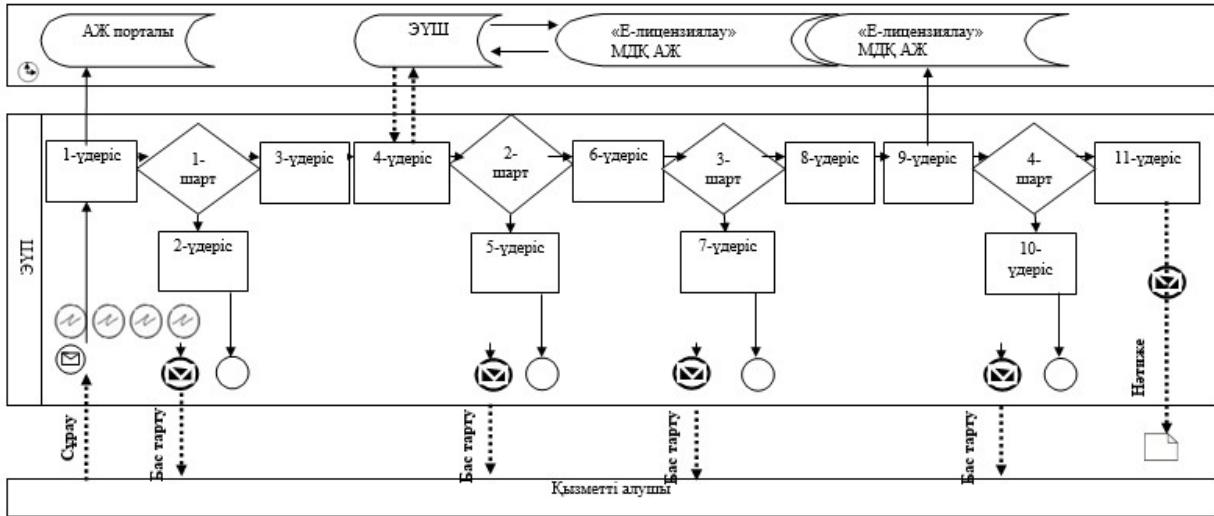 АЖ порталы
ЭҮШ
«Е-лицензиялау»
МДҚ АЖ
«Е-лицензиялау»
МДҚ АЖ
ЭҮП
1-үдеріс
1-
шарт
3-үдеріс
4-үдеріс
2-
шарт
6-үдеріс
3-
шарт
8-үдеріс
9-үдеріс
4-
шарт
11-үдеріс
2-үдеріс
5-үдеріс
7-үдеріс
10-
үдеріс
Сұрау
Бас тарту
Бас тарту
Бас тарту
Бас тарту
Нәтиже
Қызметті алушы